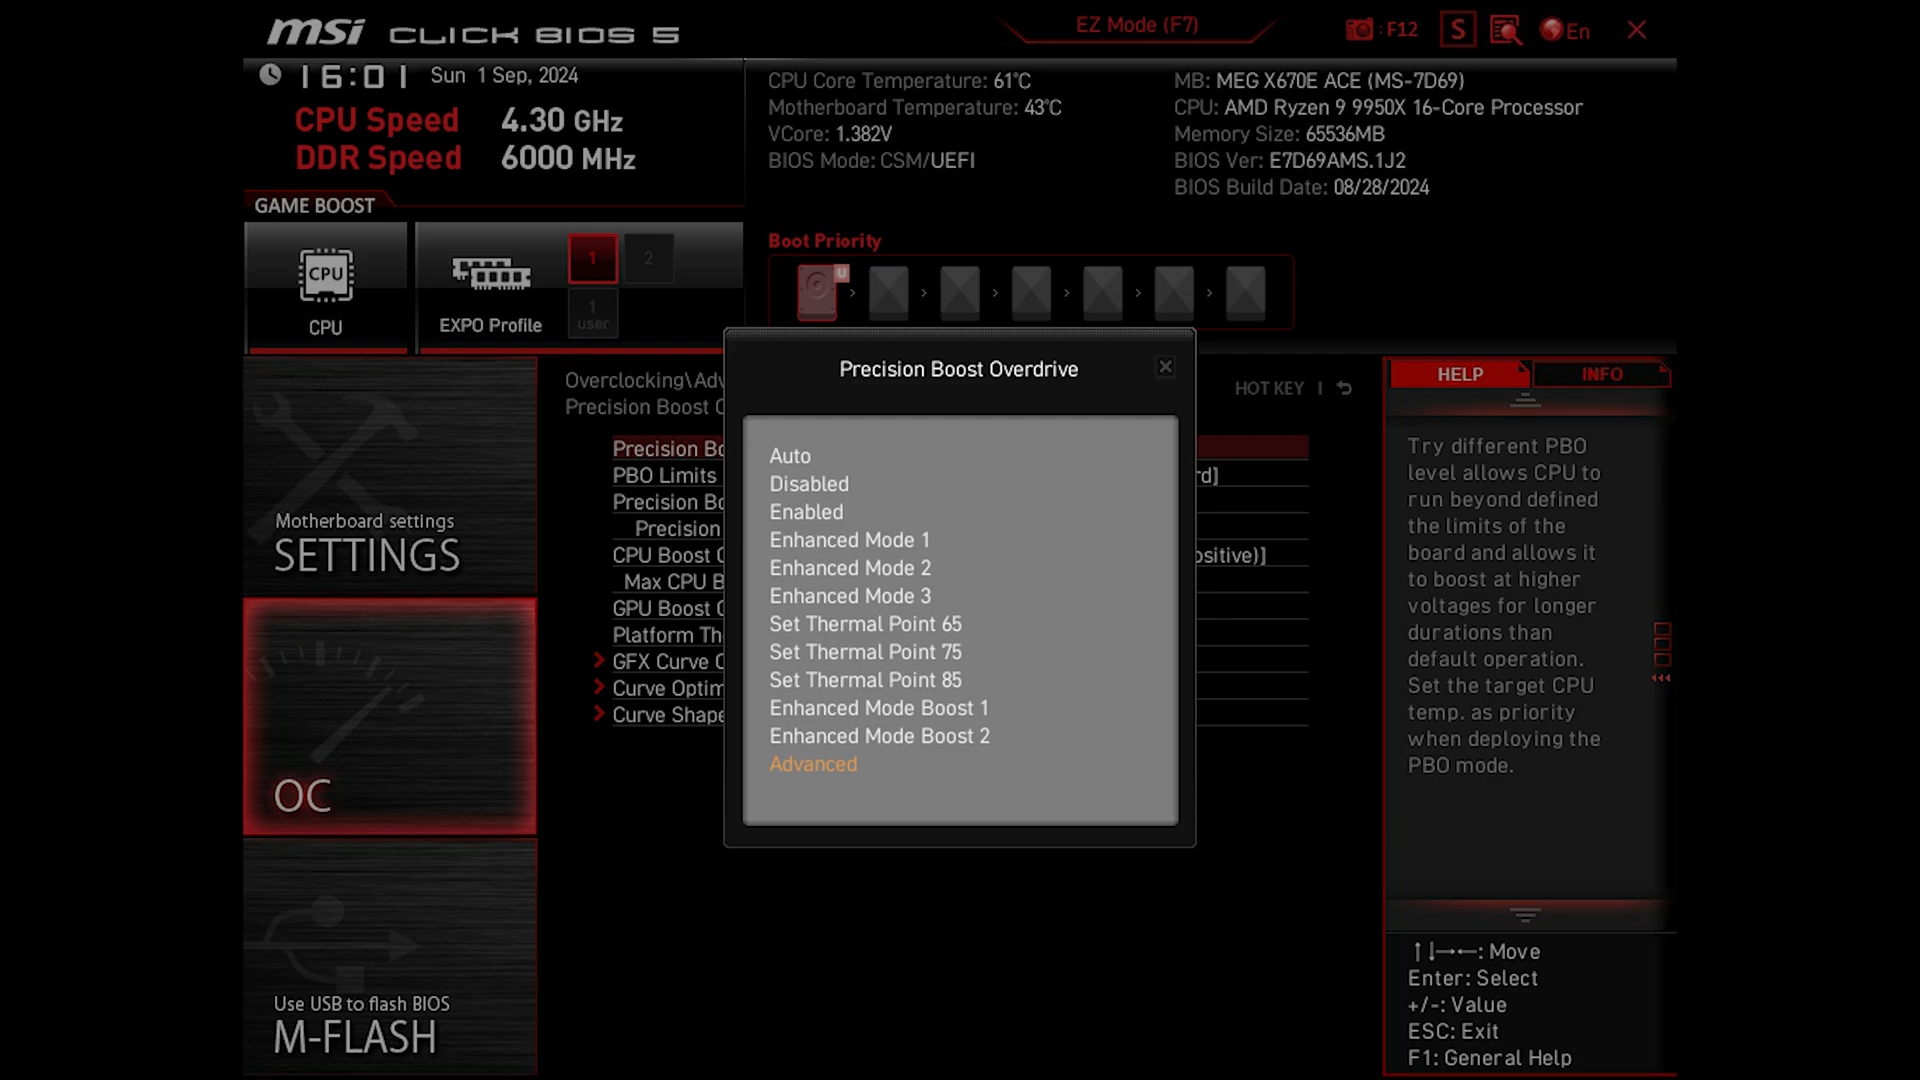 msi CLICK BIOS 5
EZ Mode (F7)
: F12
S
En
16:01 Sun 1 Sep, 2024
CPU Speed 4.30 GHz
DDR Speed 6000 MHz
CPU Core Temperature: 61°C
Motherboard Temperature: 43°C
VCore: 1.382V
BIOS Mode: CSM/UEFI
MB: MEG X670E ACE (MS-7D69)
CPU: AMD Ryzen 9 9950X 16-Core Processor
Memory Size: 65536MB
BIOS Ver: E7D69AMS.1J2
BIOS Build Date: 08/28/2024
GAME BOOST
CPU
CPU
EXPO Profile
1
2
1
user
Boot Priority
U
Motherboard settings
SETTINGS
OC
Use USB to flash BIOS
M-FLASH
Overclocking\Adv
Precision Boost O
HOT KEY
Precision Bo
PBO Limits rd]
Precision Bo
Precision
CPU Boost C ositive)]
Max CPU B
GPU Boost C
Platform Th
GFX Curve O
Curve Optim
Curve Shape
Precision Boost Overdrive
Auto
Disabled
Enabled
Enhanced Mode 1
Enhanced Mode 2
Enhanced Mode 3
Set Thermal Point 65
Set Thermal Point 75
Set Thermal Point 85
Enhanced Mode Boost 1
Enhanced Mode Boost 2
Advanced
HELP
INFO
Try different PBO
level allows CPU to
run beyond defined
the limits of the
board and allows it
to boost at higher
voltages for longer
durations than
default operation.
Set the target CPU
temp. as priority
when deploying the
PBO mode.
↑↓→←: Move
Enter: Select
+/-: Value
ESC: Exit
F1: General Help